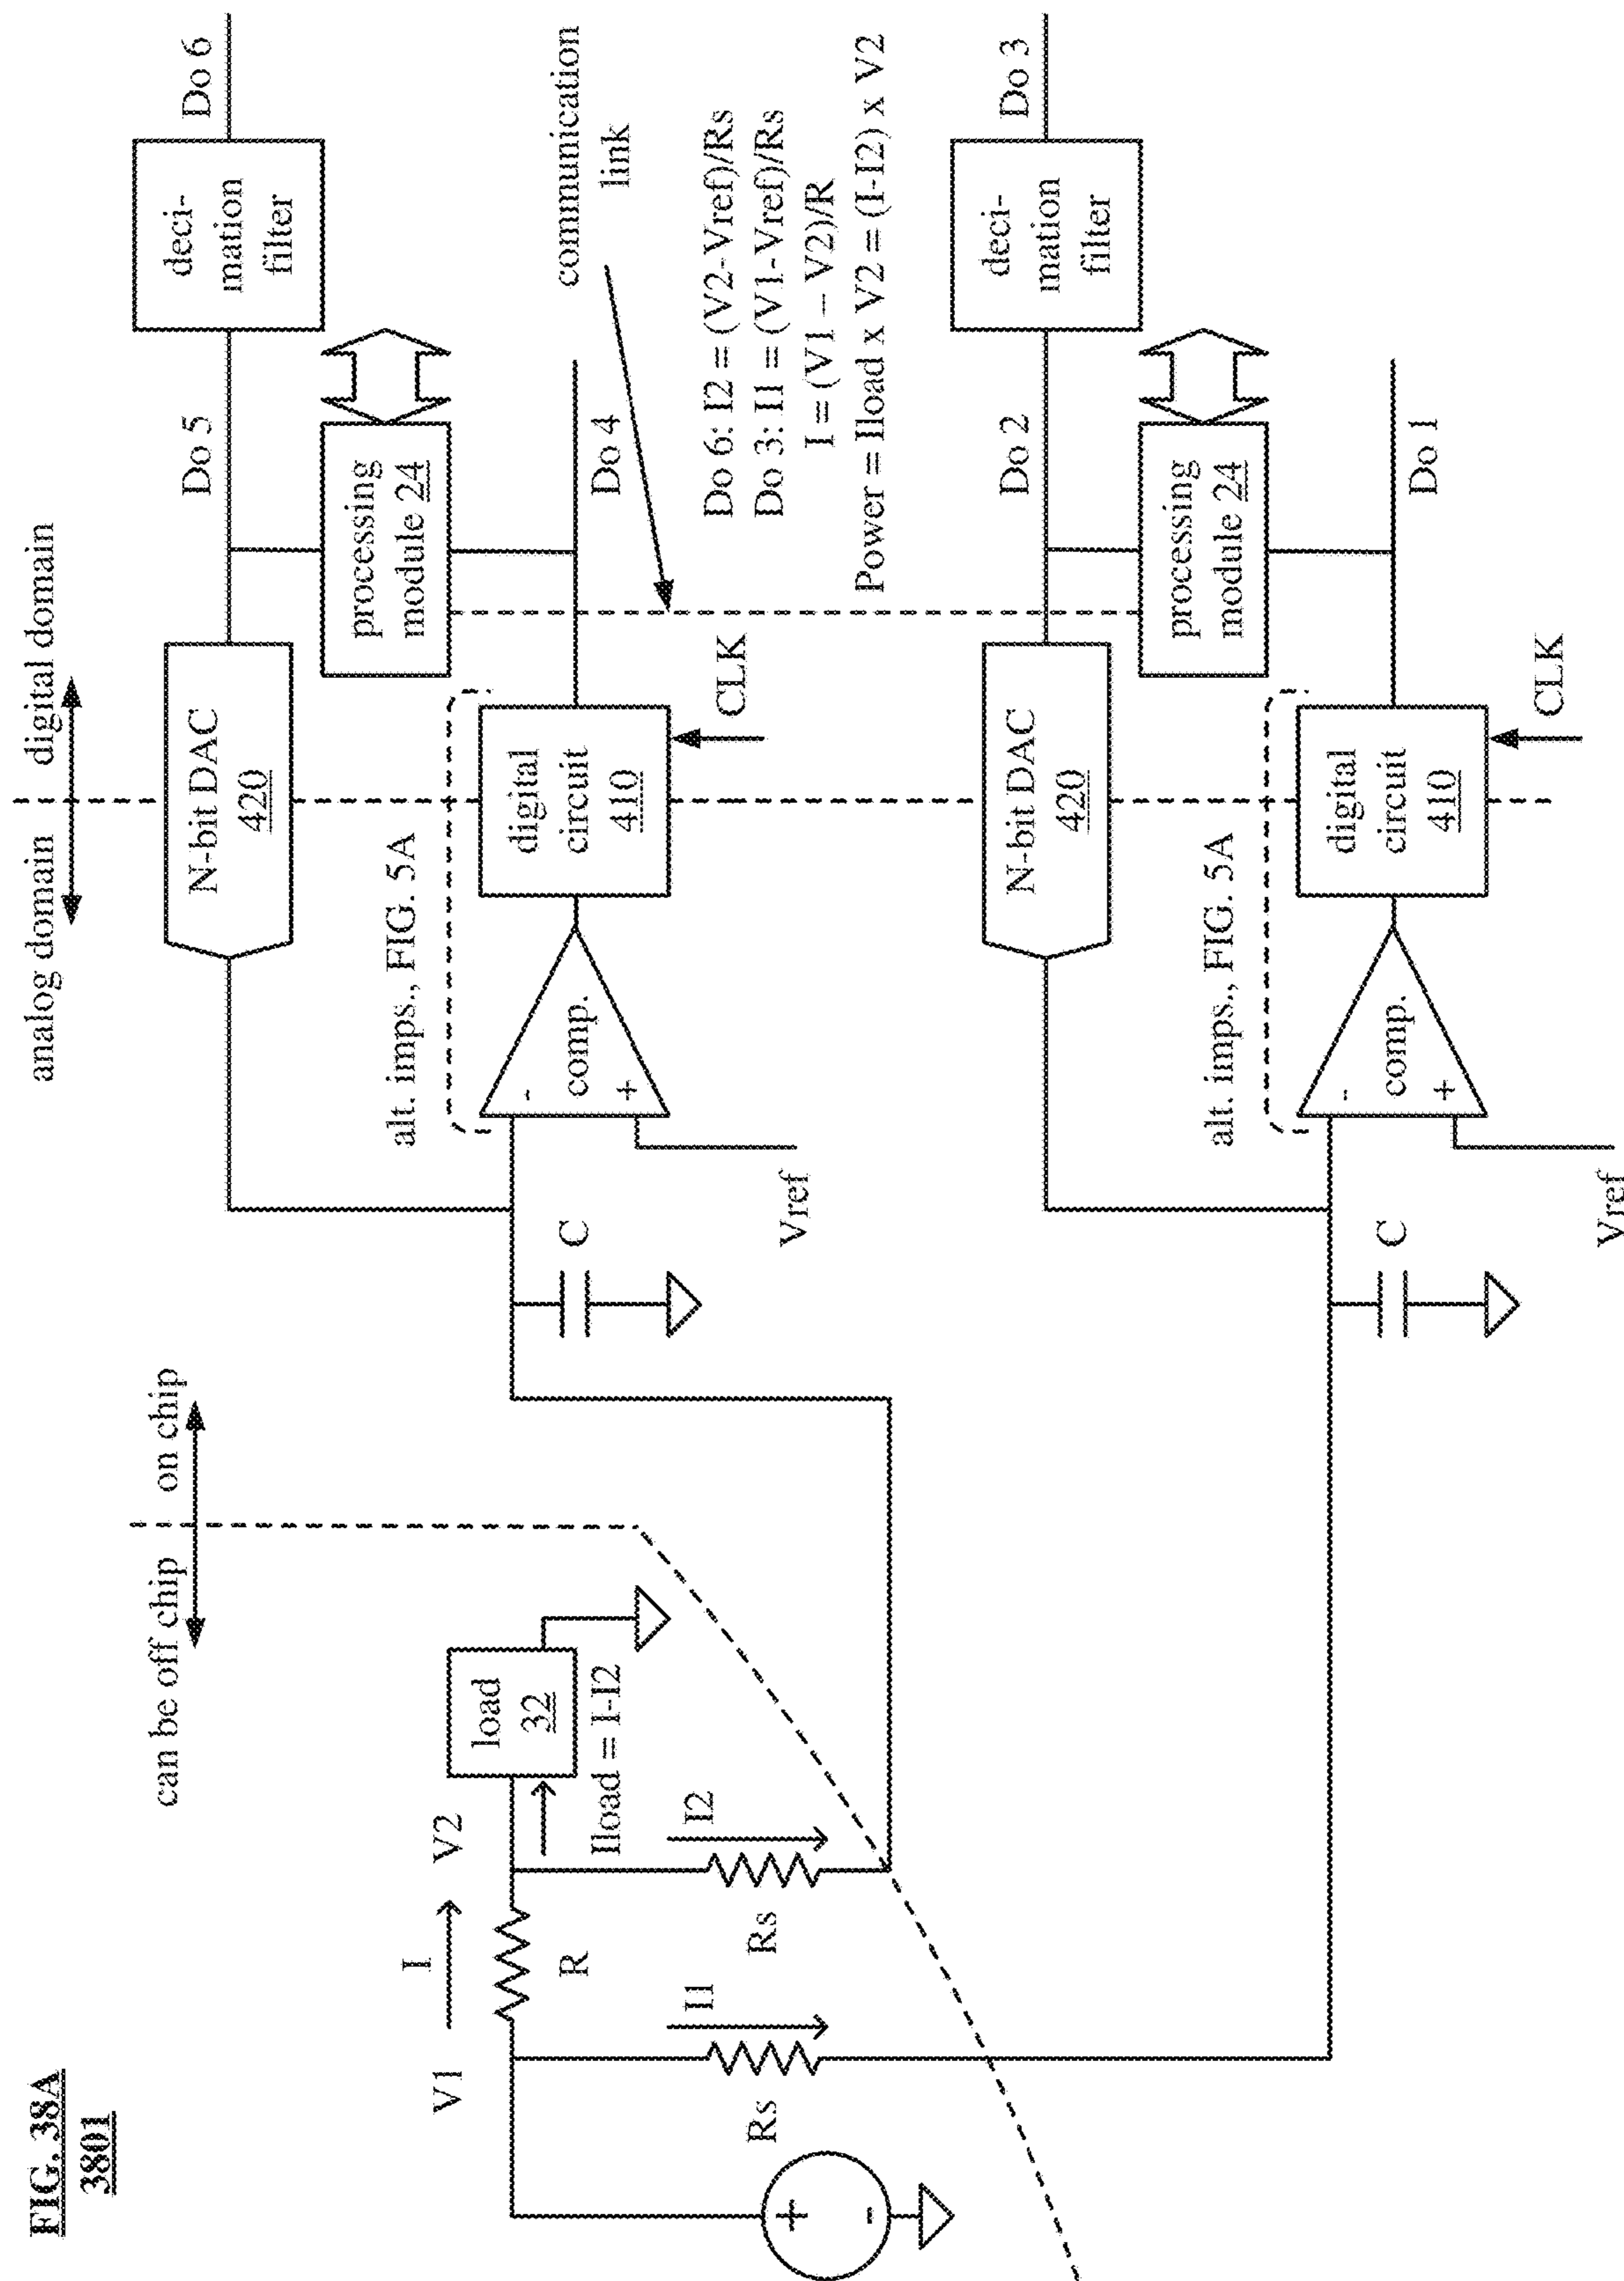 FIG. 38A
3801
can be off chip
on chip
analog domain
digital domain
N-bit DAC
420
Do 5
deci-
mation
filter
Do 6
processing
module 24
alt. imps., FIG. 5A
-
comp.
+
Vref
C
digital
circuit
410
CLK
Do 4
communication
link
V1
I
R
V2
load
32
Iload = I-I2
+
-
Rs
I1
Rs
I2
Do 6: I2 = (V2-Vref)/Rs
Do 3: I1 = (V1-Vref)/Rs
I = (V1 – V2)/R
Power = Iload x V2 = (I-I2) x V2
N-bit DAC
420
Do 2
deci-
mation
filter
Do 3
processing
module 24
alt. imps., FIG. 5A
-
comp.
+
Vref
C
digital
circuit
410
CLK
Do 1